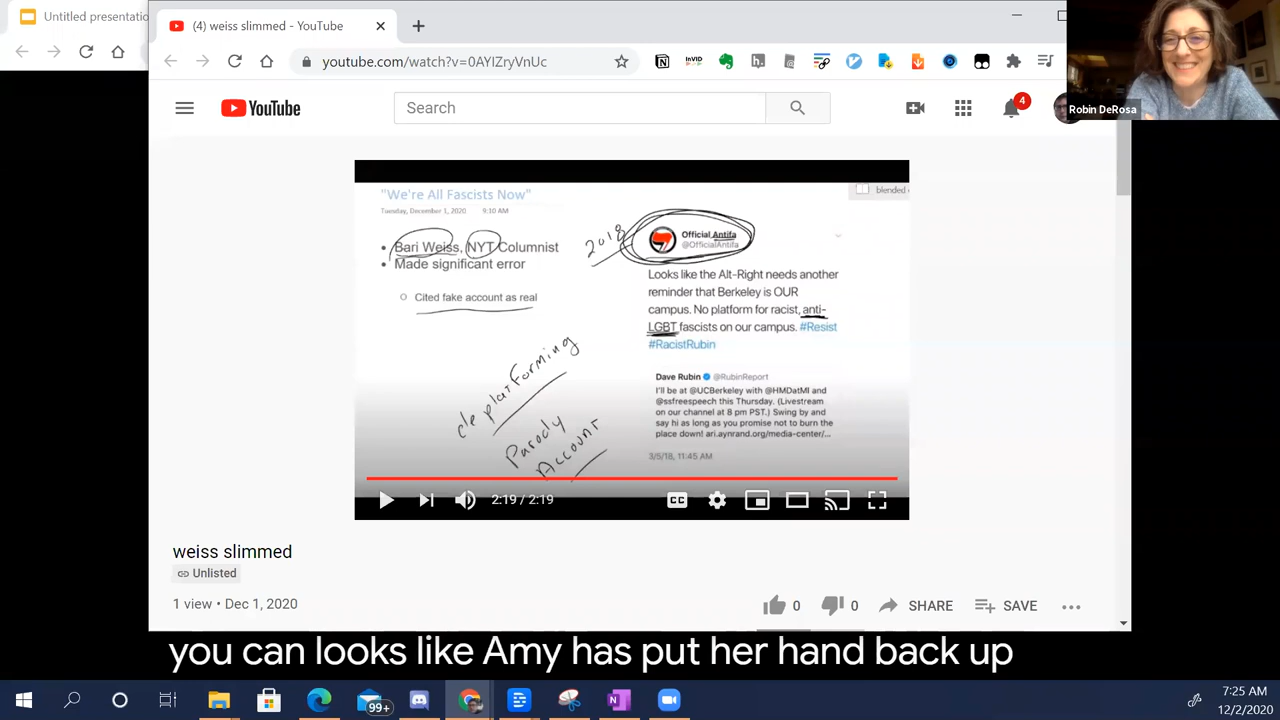 Untitled presentatio
(4) weiss slimmed - YouTube
youtube.com/watch?v=0AYIZryVnUc
InVID
YouTube
Search
4
Robin DeRosa
"We're All Fascists Now"
Tuesday, December 1, 2020 9:10 AM
• Bari Weiss, NYT Columnist
• Made significant error
Cited fake account as real
deplatforming
Parody
Account
2018
blended
Official Antifa
@OfficialAntifa
Looks like the Alt-Right needs another
reminder that Berkeley is OUR
campus. No platform for racist, anti-
LGBT fascists on our campus. #Resist
#RacistRubin
Dave Rubin @RubinReport
I'll be at @UCBerkeley with @HMDatMI and
@ssfreespeech this Thursday. (Livestream
on our channel at 8 pm PST.) Swing by and
say hi as long as you promise not to burn the
place down! ari.aynrand.org/media-center/...
3/5/18, 11:45 AM
2:19 / 2:19
CC
weiss slimmed
Unlisted
1 view • Dec 1, 2020
0
0
SHARE
SAVE
you can looks like Amy has put her hand back up
99+
7:25 AM
12/2/2020